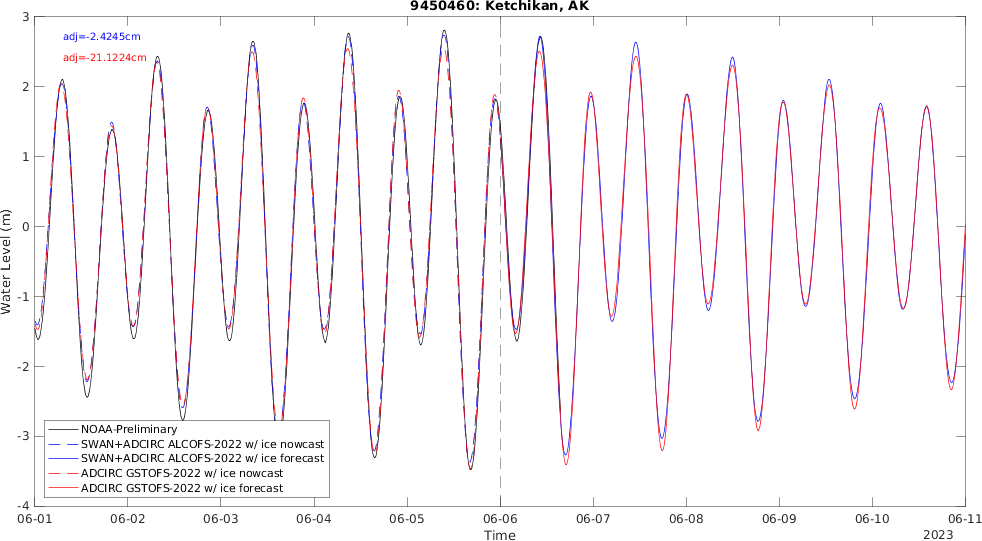 9450460: Ketchikan, AK
adj=-2.4245cm
adj=-21.1224cm
Water Level (m)
3
2
1
0
-1
-2
-3
-4
NOAA-Preliminary
SWAN+ADCIRC ALCOFS-2022 w/ ice nowcast
SWAN+ADCIRC ALCOFS-2022 w/ ice forecast
ADCIRC GSTOFS-2022 w/ ice nowcast
ADCIRC GSTOFS-2022 w/ ice forecast
06-01 06-02 06-03 06-04 06-05 06-06 06-07 06-08 06-09 06-10 06-11
Time
2023